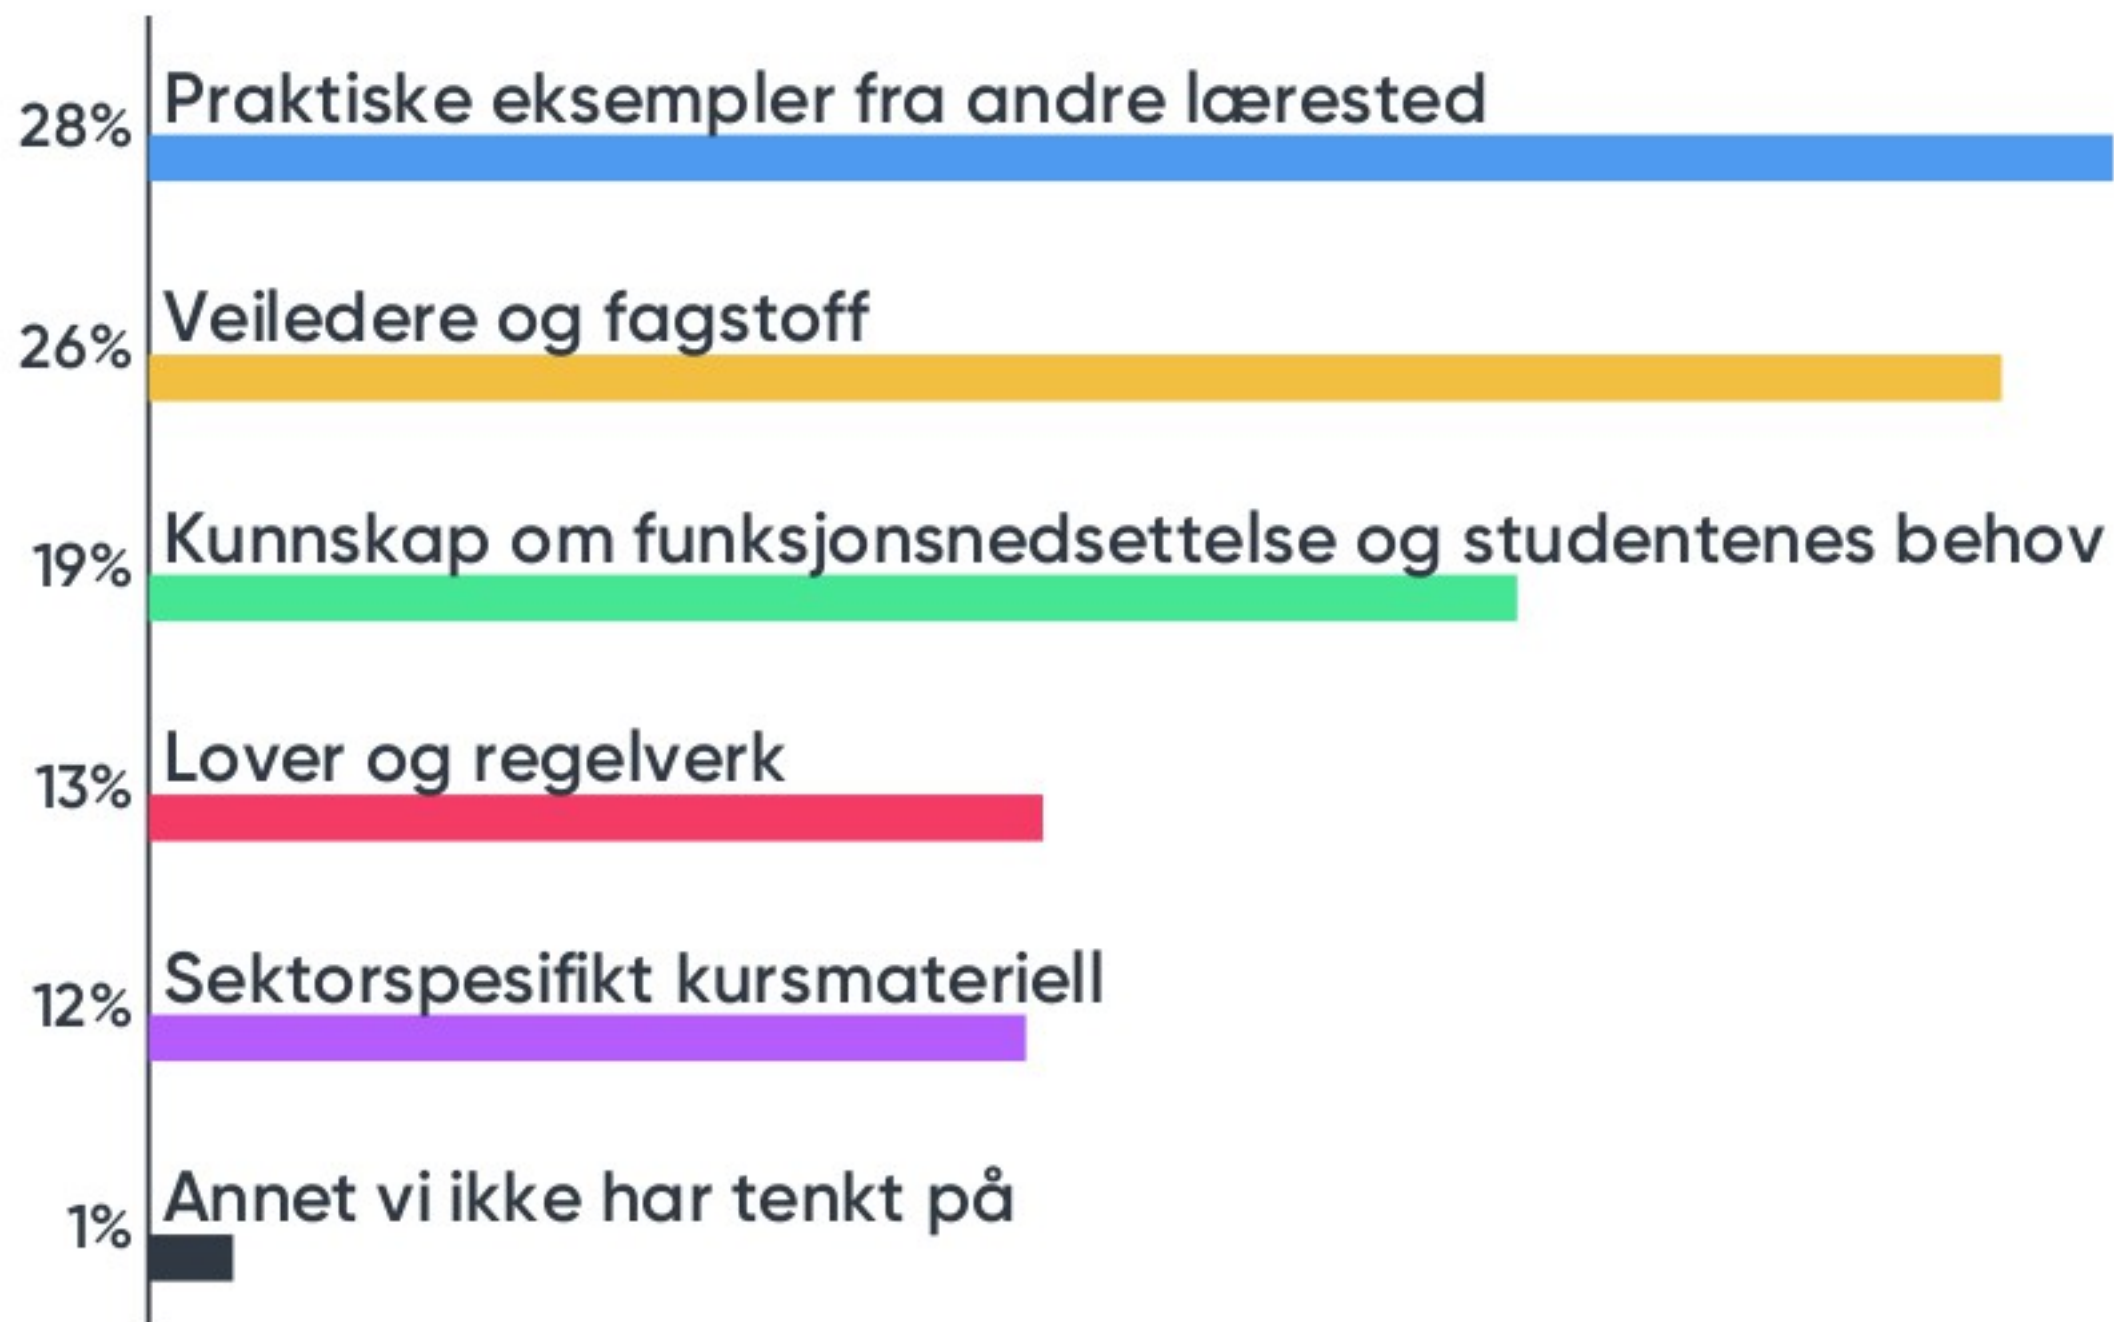 Praktiske eksempler fra andre lærested
28%
Veiledere og fagstoff
26%
Kunnskap om funksjonsnedsettelse og studentenes behov
19%
Lover og regelverk
13%
Sektorspesifikt kursmateriell
12%
Annet vi ikke har tenkt på
1%